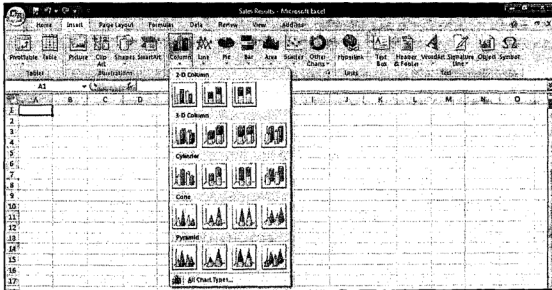 Sales Results - Microsoft Excel
Home Insert Page Layout Formulas Data Review View Add-Ins
PivotTable Table Picture Clip Art Shapes SmartArt Column Line Pie Bar Area Scatter Other Charts Hyperlink Text Box Header & Footer WordArt Signature Line Object Symbol
Tables Illustrations Links Text
A1
2-D Column
A B C D I J K L M N O
1
2
3-D Column
3
4
5
6
Cylinder
7
8
9
Cone
10
11
12
13
Pyramid
14
15
16
All Chart Types...
17